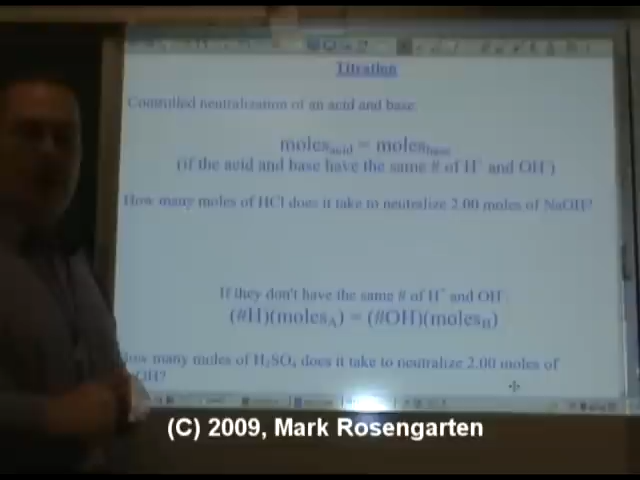 Titration
Controlled neutralization of an acid and base.
moles_acid = moles_base
(if the acid and base have the same # of H⁺ and OH⁻)
How many moles of HCl does it take to neutralize 2.00 moles of NaOH?
If they don't have the same # of H⁺ and OH⁻
(#H)(moles_A) = (#OH)(moles_B)
How many moles of H₂SO₄ does it take to neutralize 2.00 moles of
(C) 2009, Mark Rosengarten